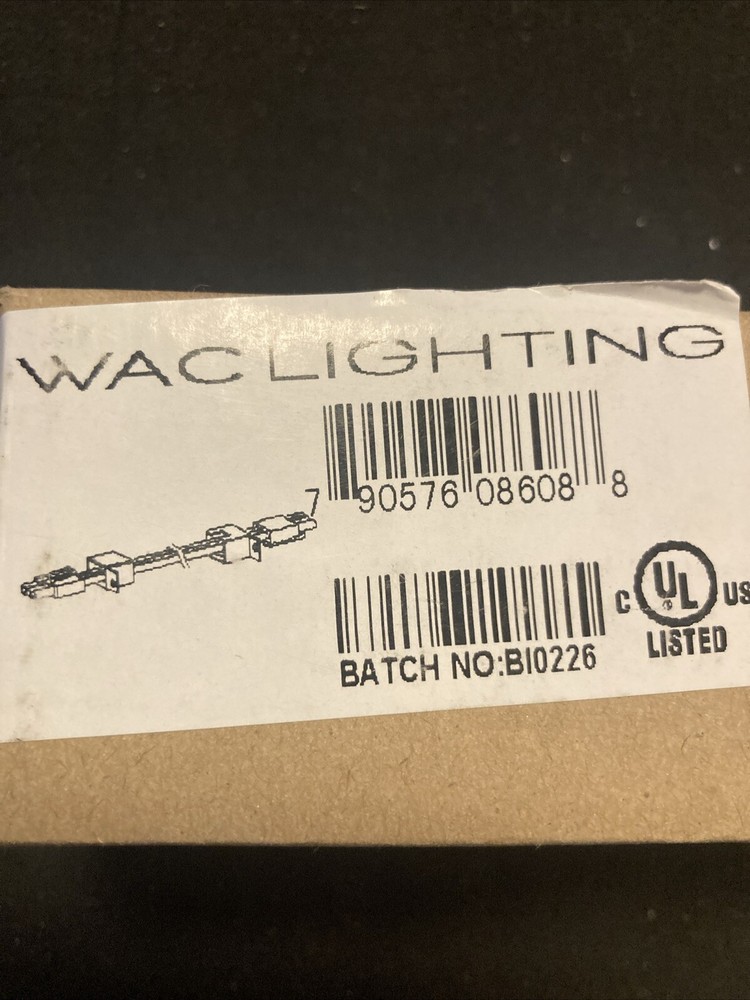 WAC LIGHTING
7 90576 08608 8
C UL US
LISTED
BATCH NO:BI0226